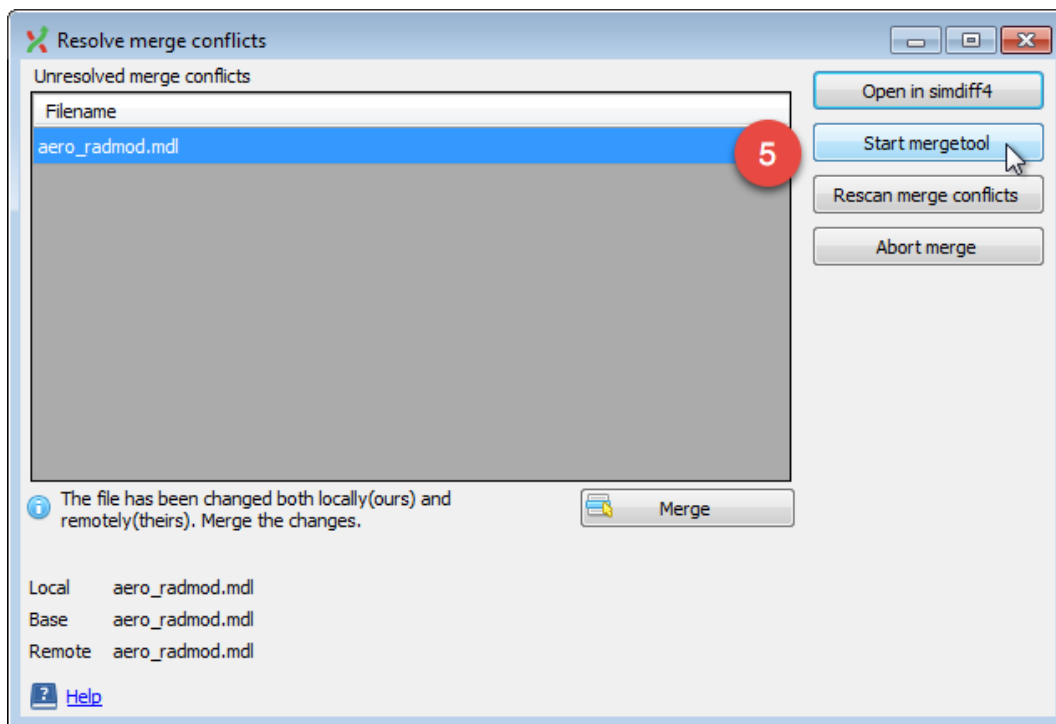 Resolve merge conflicts
Unresolved merge conflicts
Filename
aero_radmod.mdl
5
Open in simdiff4
Start mergetool
Rescan merge conflicts
Abort merge
The file has been changed both locally(ours) and
remotely(theirs). Merge the changes.
Merge
Local aero_radmod.mdl
Base aero_radmod.mdl
Remote aero_radmod.mdl
? Help